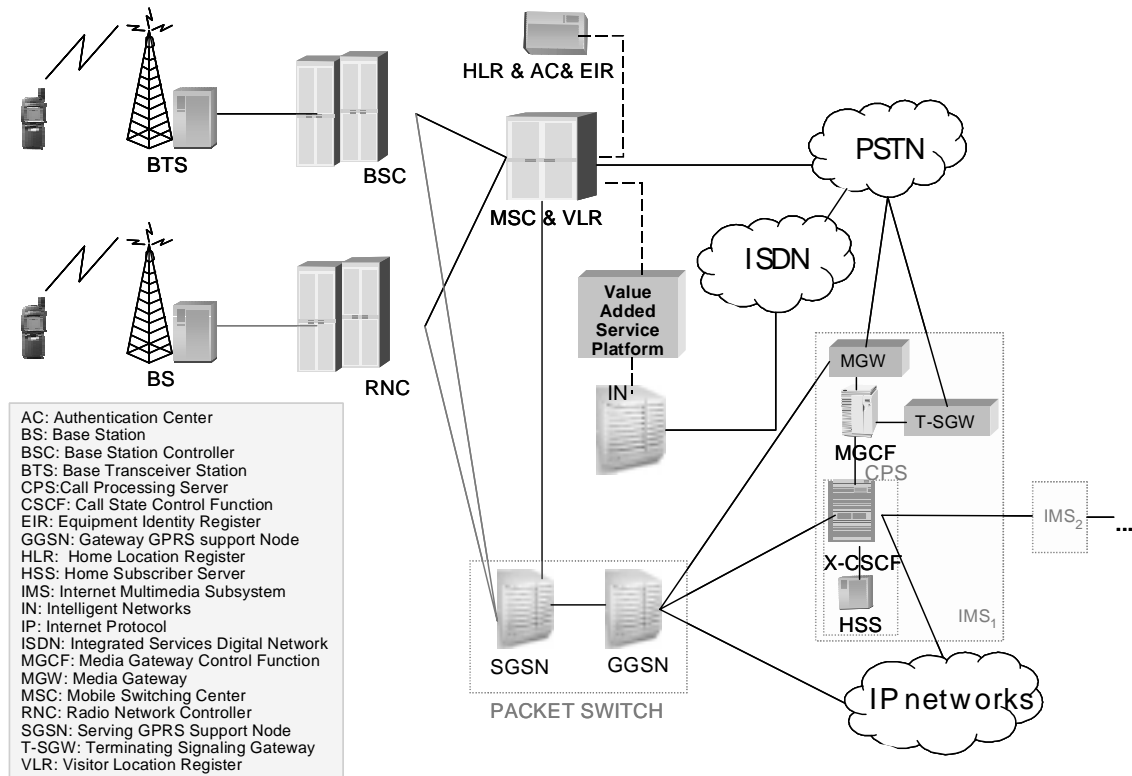 HLR & AC& EIR
BTS
BSC
MSC & VLR
PSTN
ISDN
BS
RNC
Value
Added
Service
Platform
IN
MGW
T-SGW
MGCF
CPS
X-CSCF
HSS
IMS1
IMS2
...
SGSN
GGSN
PACKET SWITCH
IP networks
AC: Authentication Center
BS: Base Station
BSC: Base Station Controller
BTS: Base Transceiver Station
CPS:Call Processing Server
CSCF: Call State Control Function
EIR: Equipment Identity Register
GGSN: Gateway GPRS support Node
HLR: Home Location Register
HSS: Home Subscriber Server
IMS: Internet Multimedia Subsystem
IN: Intelligent Networks
IP: Internet Protocol
ISDN: Integrated Services Digital Network
MGCF: Media Gateway Control Function
MGW: Media Gateway
MSC: Mobile Switching Center
RNC: Radio Network Controller
SGSN: Serving GPRS Support Node
T-SGW: Terminating Signaling Gateway
VLR: Visitor Location Register